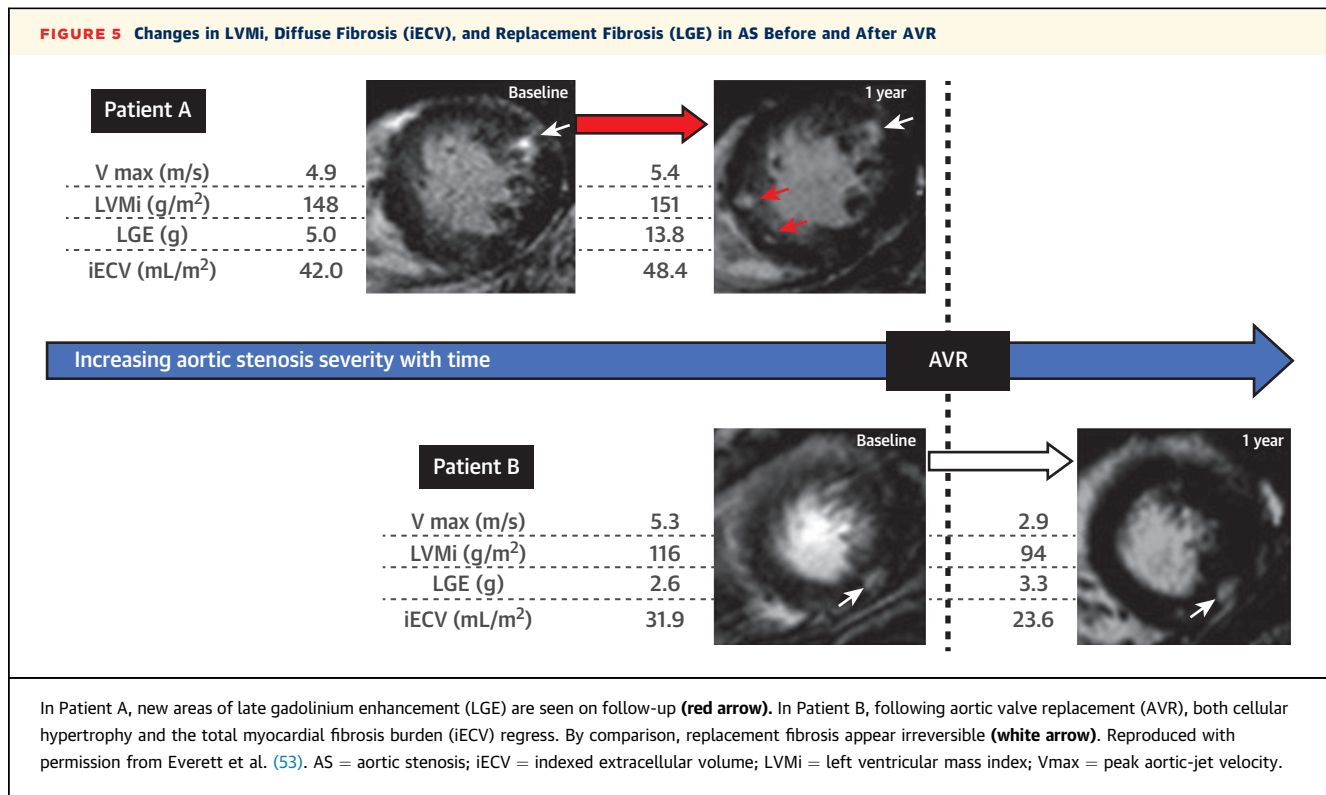 FIGURE 5 Changes in LVMi, Diffuse Fibrosis (iECV), and Replacement Fibrosis (LGE) in AS Before and After AVR
Patient A
Baseline
1 year
V max (m/s) 4.9 5.4
LVMi (g/m²) 148 151
LGE (g) 5.0 13.8
iECV (mL/m²) 42.0 48.4
Increasing aortic stenosis severity with time
AVR
Patient B
Baseline
1 year
V max (m/s) 5.3 2.9
LVMi (g/m²) 116 94
LGE (g) 2.6 3.3
iECV (mL/m²) 31.9 23.6
In Patient A, new areas of late gadolinium enhancement (LGE) are seen on follow-up (red arrow). In Patient B, following aortic valve replacement (AVR), both cellular
hypertrophy and the total myocardial fibrosis burden (iECV) regress. By comparison, replacement fibrosis appear irreversible (white arrow). Reproduced with
permission from Everett et al. (53). AS = aortic stenosis; iECV = indexed extracellular volume; LVMi = left ventricular mass index; Vmax = peak aortic-jet velocity.